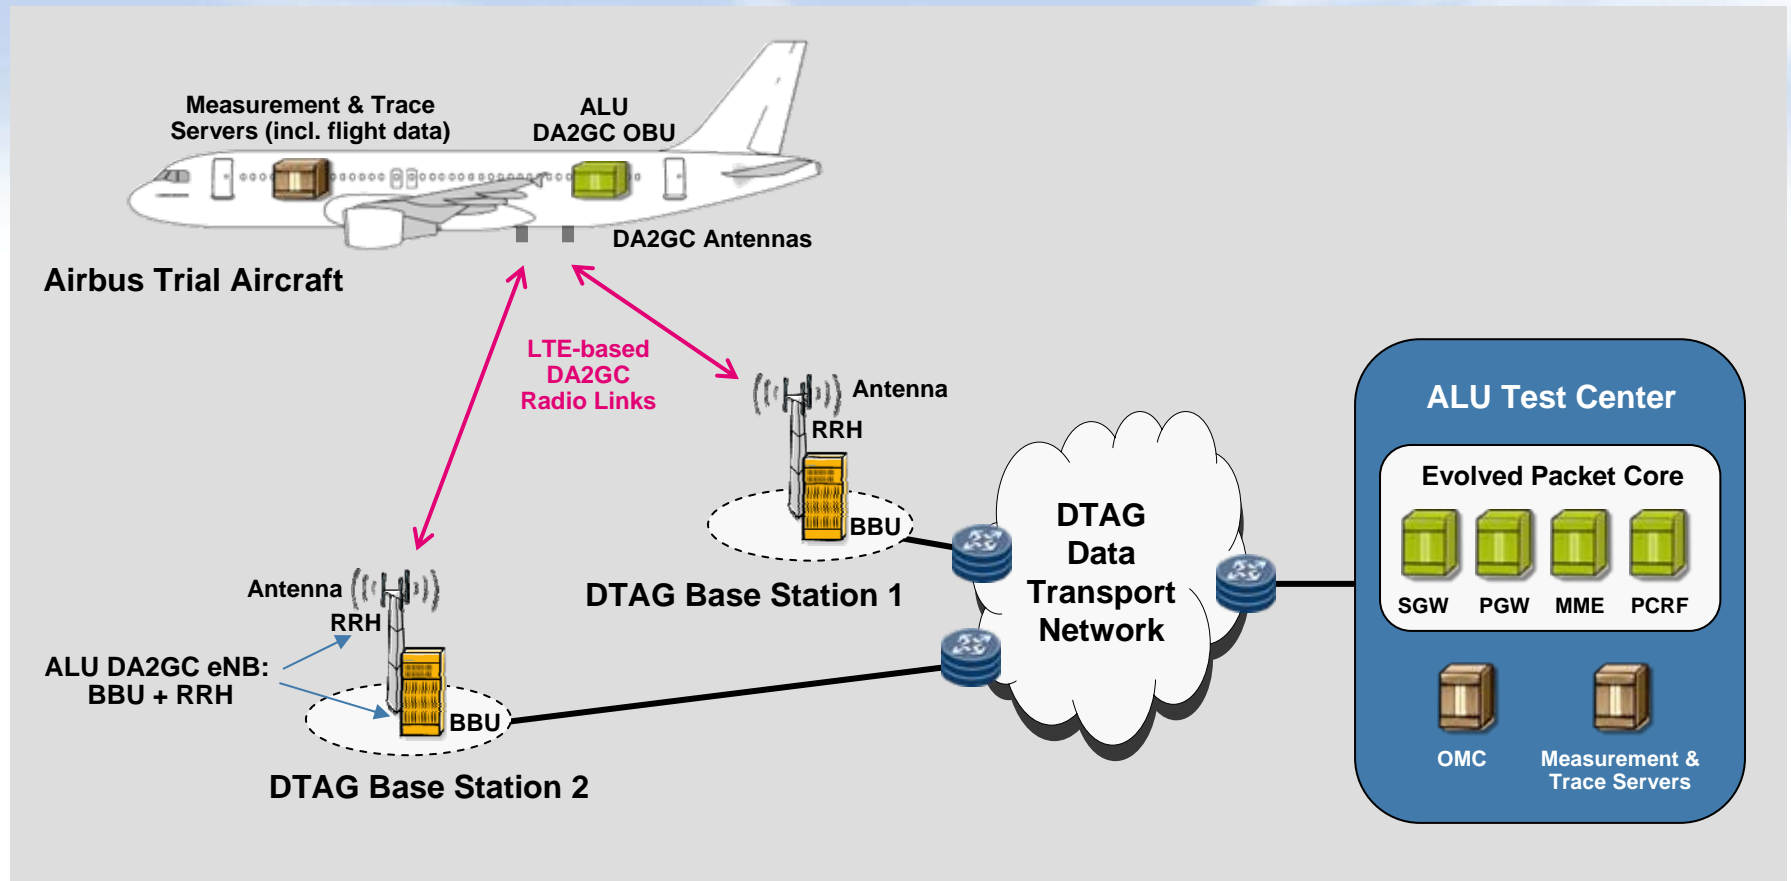 Measurement & Trace
Servers (incl. flight data)
ALU
DA2GC OBU
DA2GC Antennas
Airbus Trial Aircraft
LTE-based
DA2GC
Radio Links
Antenna
RRH
BBU
DTAG Base Station 1
Antenna
RRH
ALU DA2GC eNB:
BBU + RRH
BBU
DTAG Base Station 2
DTAG
Data
Transport
Network
ALU Test Center
Evolved Packet Core
SGW PGW MME PCRF
OMC
Measurement &
Trace Servers